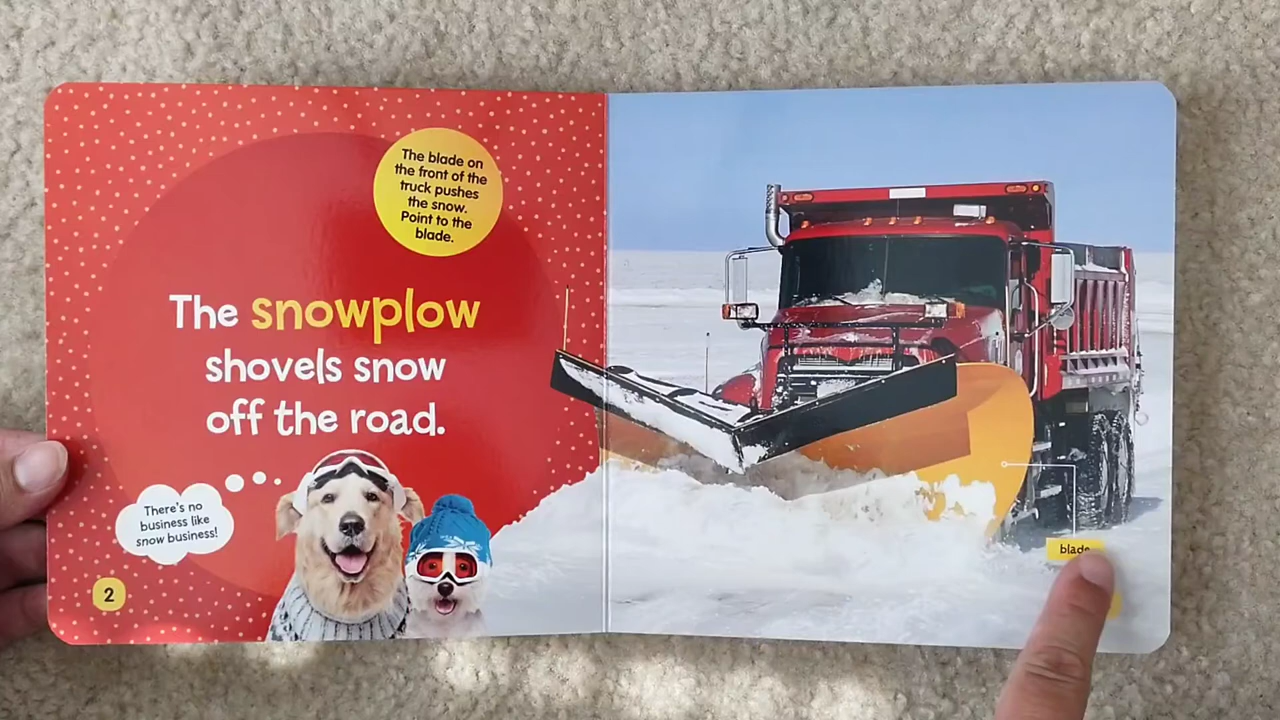 The blade on
the front of the
truck pushes
the snow.
Point to the
blade.
The snowplow
shovels snow
off the road.
There's no
business like
snow business!
2
blade